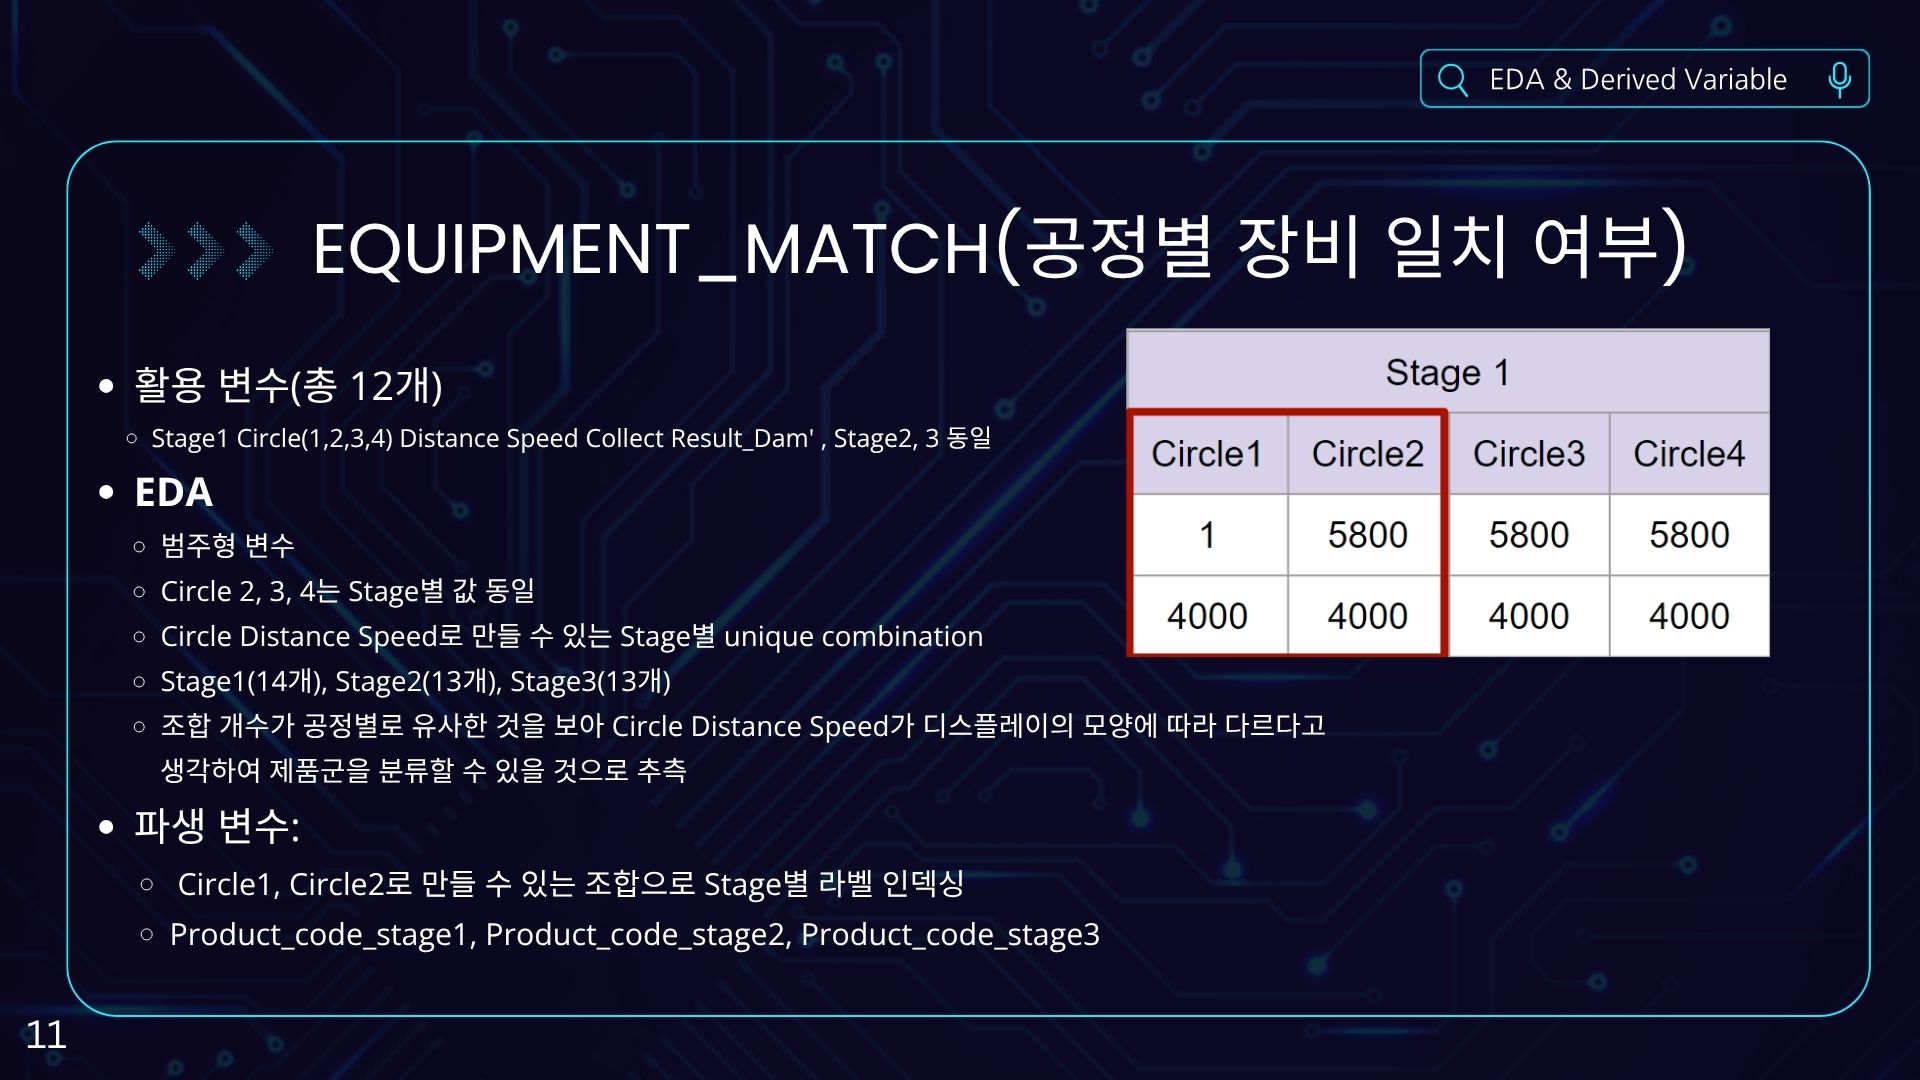 EDA & Derived Variable
EQUIPMENT_MATCH(공정별 장비 일치 여부)
• 활용 변수(총 12개)
○ Stage1 Circle(1,2,3,4) Distance Speed Collect Result_Dam' , Stage2, 3 동일
• EDA
○ 범주형 변수
○ Circle 2, 3, 4는 Stage별 값 동일
○ Circle Distance Speed로 만들 수 있는 Stage별 unique combination
○ Stage1(14개), Stage2(13개), Stage3(13개)
○ 조합 개수가 공정별로 유사한 것을 보아 Circle Distance Speed가 디스플레이의 모양에 따라 다르다고
생각하여 제품군을 분류할 수 있을 것으로 추측
• 파생 변수:
○ Circle1, Circle2로 만들 수 있는 조합으로 Stage별 라벨 인덱싱
○ Product_code_stage1, Product_code_stage2, Product_code_stage3
Stage 1
Circle1 Circle2 Circle3 Circle4
1 5800 5800 5800
4000 4000 4000 4000
11